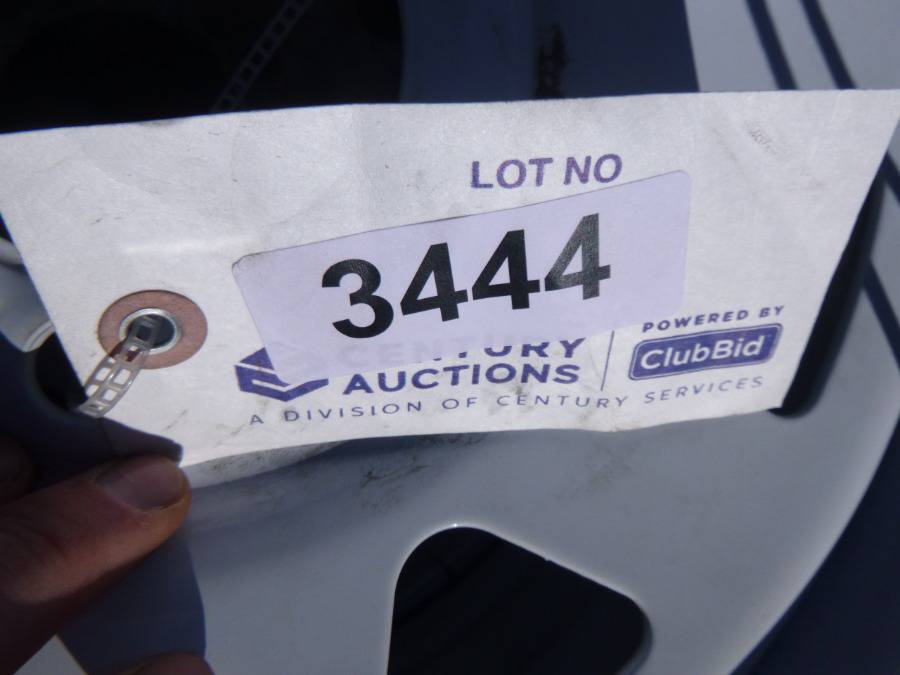 LOT NO
3444
CENTURY
AUCTIONS
POWERED BY
ClubBid
A DIVISION OF CENTURY SERVICES